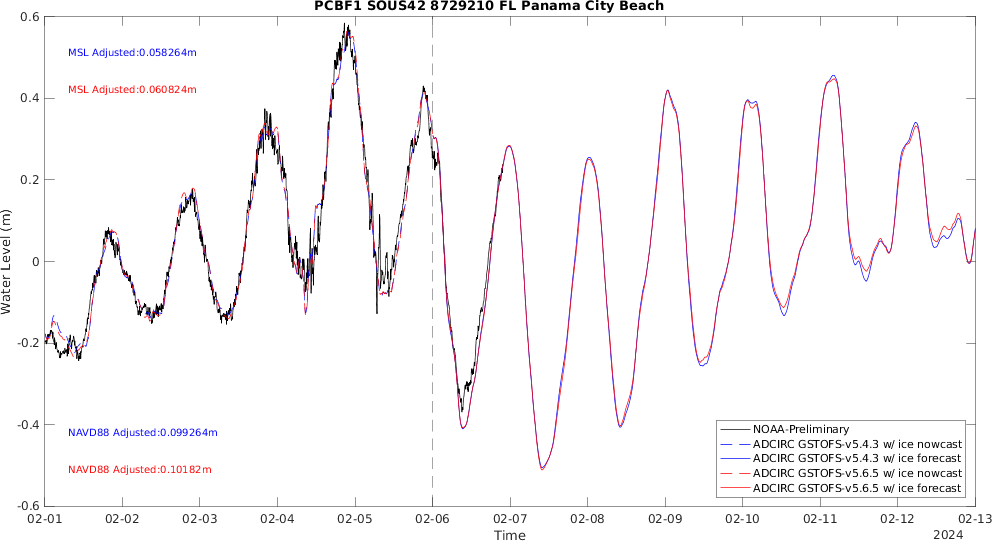 PCBF1 SOUS42 8729210 FL Panama City Beach
0.6
0.4
0.2
0
-0.2
-0.4
-0.6
Water Level (m)
MSL Adjusted:0.058264m
MSL Adjusted:0.060824m
NAVD88 Adjusted:0.099264m
NAVD88 Adjusted:0.10182m
NOAA-Preliminary
ADCIRC GSTOFS-v5.4.3 w/ ice nowcast
ADCIRC GSTOFS-v5.4.3 w/ ice forecast
ADCIRC GSTOFS-v5.6.5 w/ ice nowcast
ADCIRC GSTOFS-v5.6.5 w/ ice forecast
02-01 02-02 02-03 02-04 02-05 02-06 02-07 02-08 02-09 02-10 02-11 02-12 02-13
Time
2024